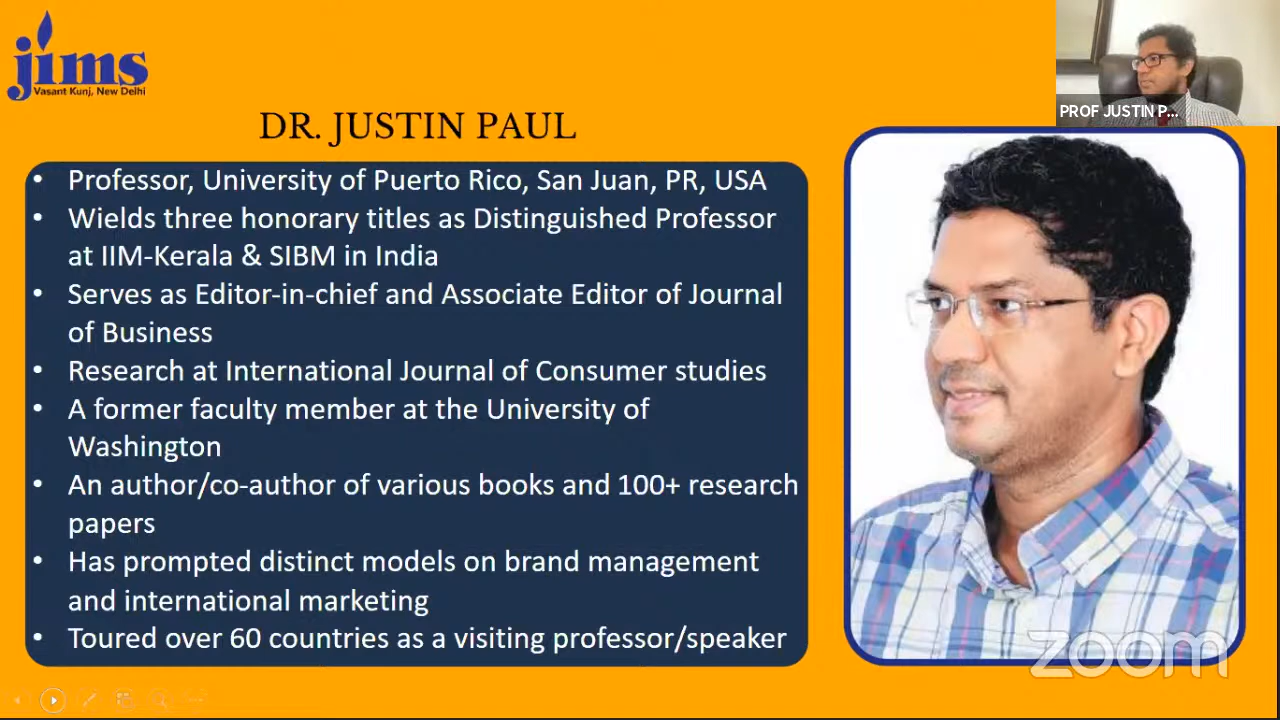 jims
Vasant Kunj, New Delhi
PROF JUSTIN P...
DR. JUSTIN PAUL
• Professor, University of Puerto Rico, San Juan, PR, USA
• Wields three honorary titles as Distinguished Professor
at IIM-Kerala & SIBM in India
• Serves as Editor-in-chief and Associate Editor of Journal
of Business
• Research at International Journal of Consumer studies
• A former faculty member at the University of
Washington
• An author/co-author of various books and 100+ research
papers
• Has prompted distinct models on brand management
and international marketing
• Toured over 60 countries as a visiting professor/speaker
zoom